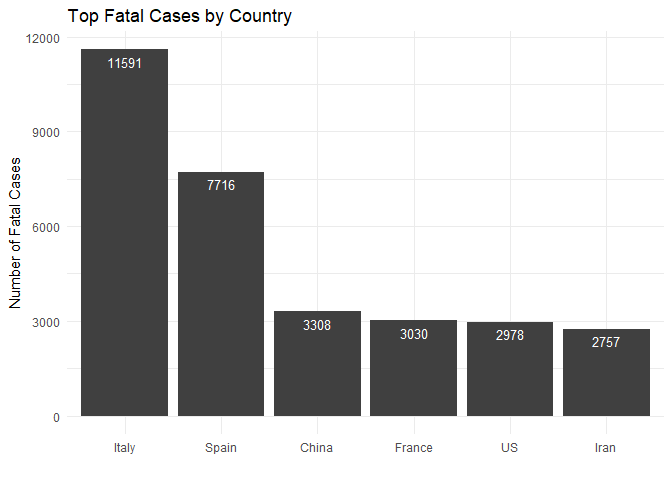 Top Fatal Cases by Country
Number of Fatal Cases
12000
9000
6000
3000
0
11591
7716
3308
3030
2978
2757
Italy
Spain
China
France
US
Iran